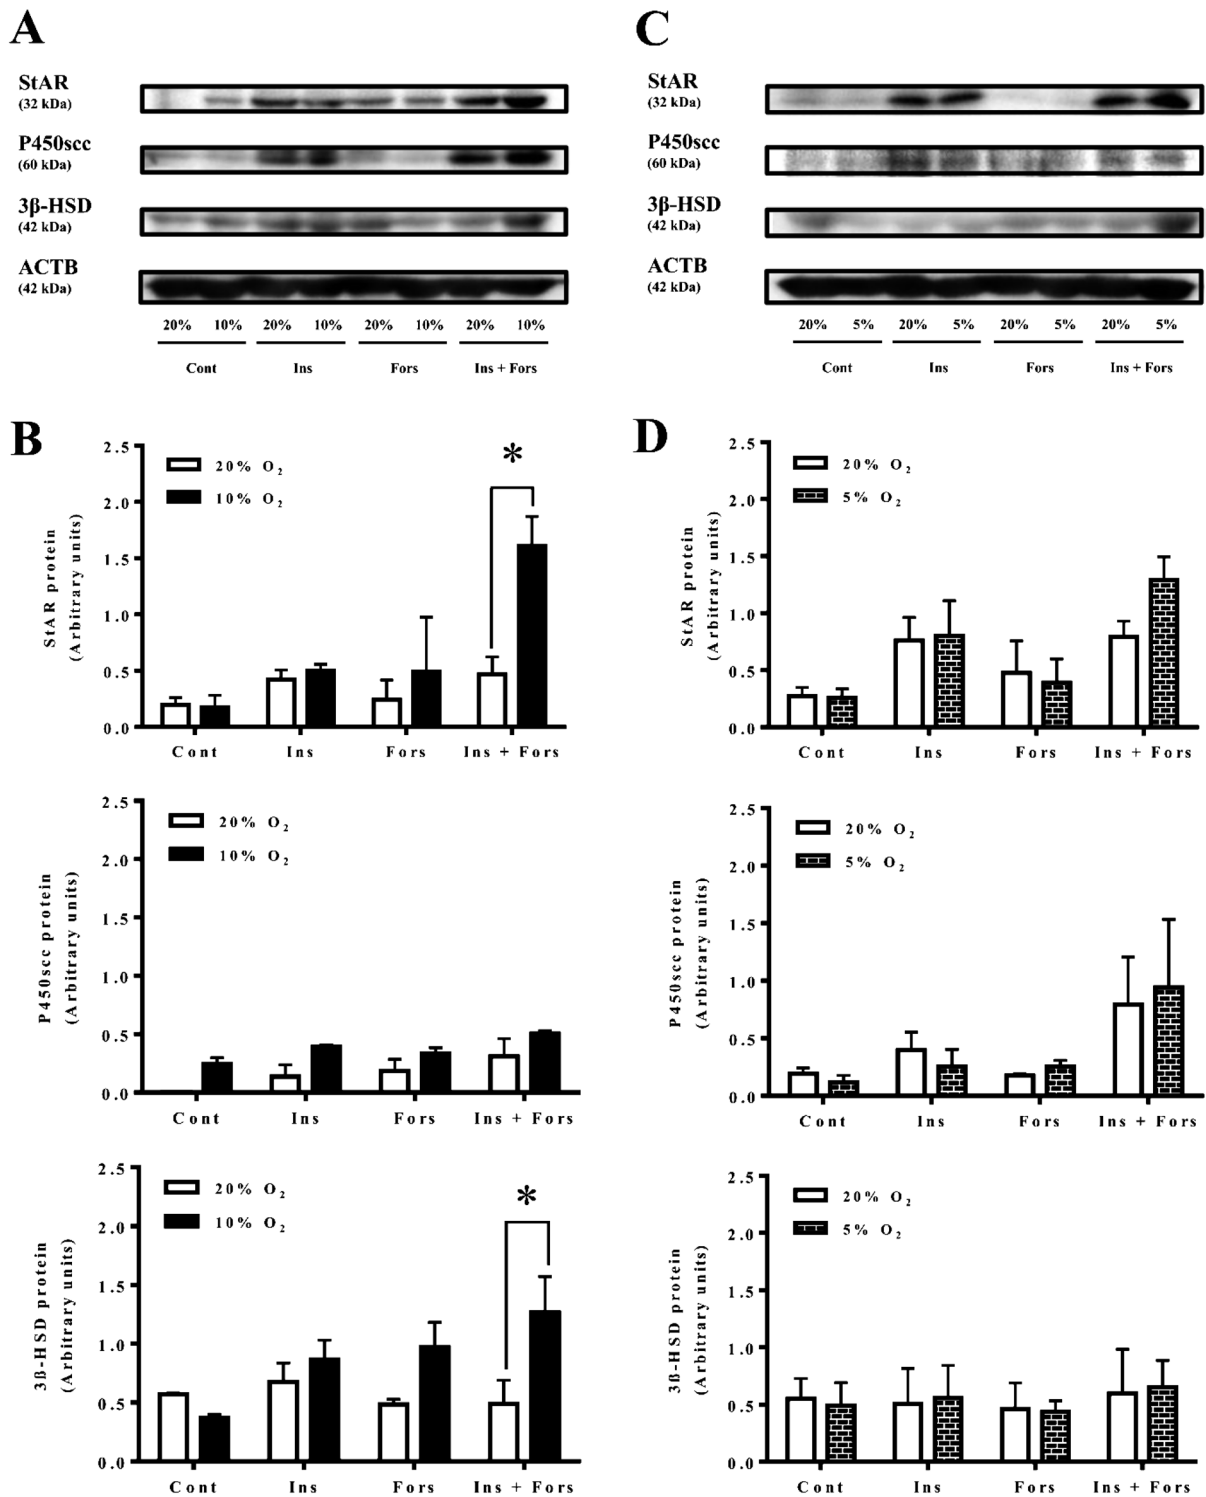 A
StAR
(32 kDa)
P450scc
(60 kDa)
3β-HSD
(42 kDa)
ACTB
(42 kDa)
20% 10% 20% 10% 20% 10% 20% 10%
Cont Ins Fors Ins + Fors
C
StAR
(32 kDa)
P450scc
(60 kDa)
3β-HSD
(42 kDa)
ACTB
(42 kDa)
20% 5% 20% 5% 20% 5% 20% 5%
Cont Ins Fors Ins + Fors
B
StAR protein
(Arbitrary units)
2.5
2.0
1.5
1.0
0.5
0.0
20% O₂
10% O₂
*
Cont Ins Fors Ins + Fors
P450scc protein
(Arbitrary units)
2.5
2.0
1.5
1.0
0.5
0.0
20% O₂
10% O₂
Cont Ins Fors Ins + Fors
3ß-HSD protein
(Arbitrary units)
2.5
2.0
1.5
1.0
0.5
0.0
20% O₂
10% O₂
*
Cont Ins Fors Ins + Fors
D
StAR protein
(Arbitrary units)
2.5
2.0
1.5
1.0
0.5
0.0
20% O₂
5% O₂
Cont Ins Fors Ins + Fors
P450scc protein
(Arbitrary units)
2.5
2.0
1.5
1.0
0.5
0.0
20% O₂
5% O₂
Cont Ins Fors Ins + Fors
3ß-HSD protein
(Arbitrary units)
2.5
2.0
1.5
1.0
0.5
0.0
20% O₂
5% O₂
Cont Ins Fors Ins + Fors